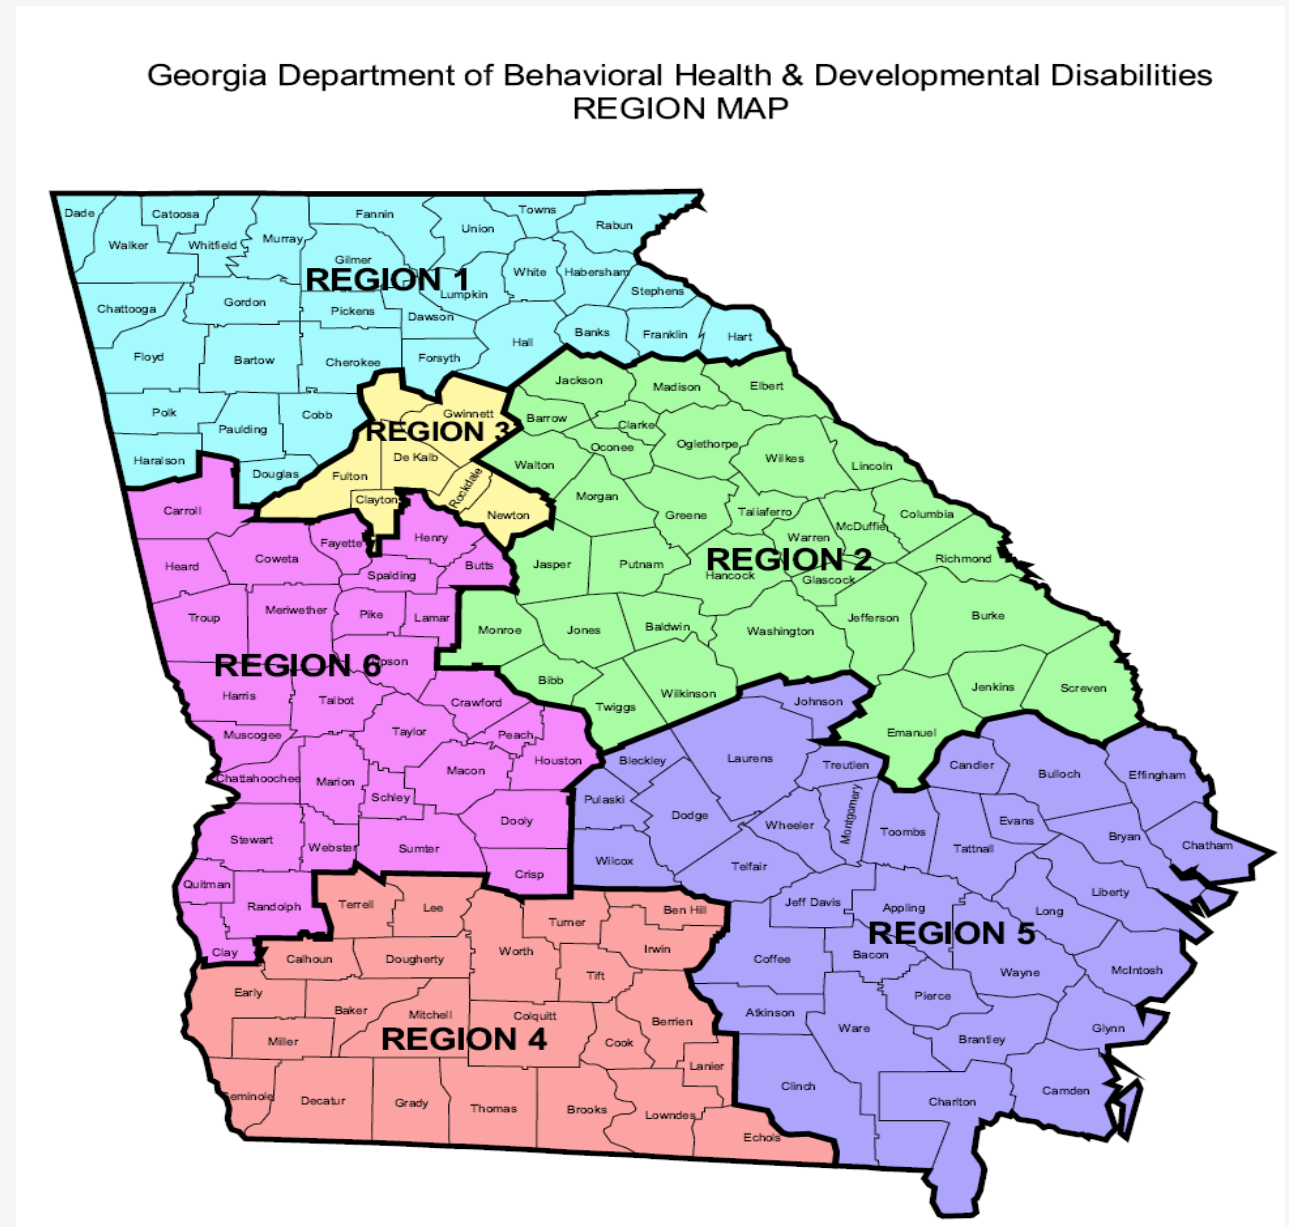 Georgia Department of Behavioral Health & Developmental Disabilities
REGION MAP
Dade
Catoosa
Fannin
Towns
Rabun
Union
Murray
Walker
Whitfield
Gilmer
White
Habersham
REGION 1
Lumpkin
Stephens
Gordon
Chattooga
Pickens
Dawson
Banks
Franklin
Hart
Hall
Floyd
Bartow
Cherokee
Forsyth
Jackson
Madison
Elbert
Polk
Cobb
Gwinnett
Barrow
Clarke
Paulding
REGION 3
Oconee
Oglethorpe
De Kalb
Wilkes
Haralson
Walton
Lincoln
Douglas
Fulton
Rockdale
Clayton
Morgan
Carroll
Newton
Greene
Taliaferro
Columbia
McDuffie
Henry
Fayette
Warren
Coweta
REGION 2
Richmond
Heard
Butts
Jasper
Putnam
Spalding
Hancock
Glascock
Meriwether
Pike
Lamar
Troup
Jefferson
Burke
Monroe
Jones
Baldwin
Washington
REGION 6
pson
Bibb
Wilkinson
Jenkins
Screven
Harris
Talbot
Crawford
Twiggs
Johnson
Muscogee
Taylor
Peach
Emanuel
Houston
Bleckley
Laurens
Treutlen
Candler
Bulloch
Effingham
Chattahoochee
Marion
Macon
Schley
Pulaski
Dodge
Montgomery
Dooly
Wheeler
Toombs
Evans
Stewart
Webster
Sumter
Tattnall
Bryan
Chatham
Wilcox
Telfair
Crisp
Quitman
Randolph
Terrell
Lee
Turner
Ben Hill
Jeff Davis
Appling
Long
Liberty
REGION 5
Clay
Calhoun
Dougherty
Worth
Irwin
Coffee
Bacon
Wayne
McIntosh
Tift
Early
Baker
Mitchell
Colquitt
Berrien
Atkinson
Pierce
Ware
Glynn
Miller
REGION 4
Cook
Brantley
Lanier
Clinch
Charlton
Camden
eminole
Decatur
Grady
Thomas
Brooks
Lowndes
Echols